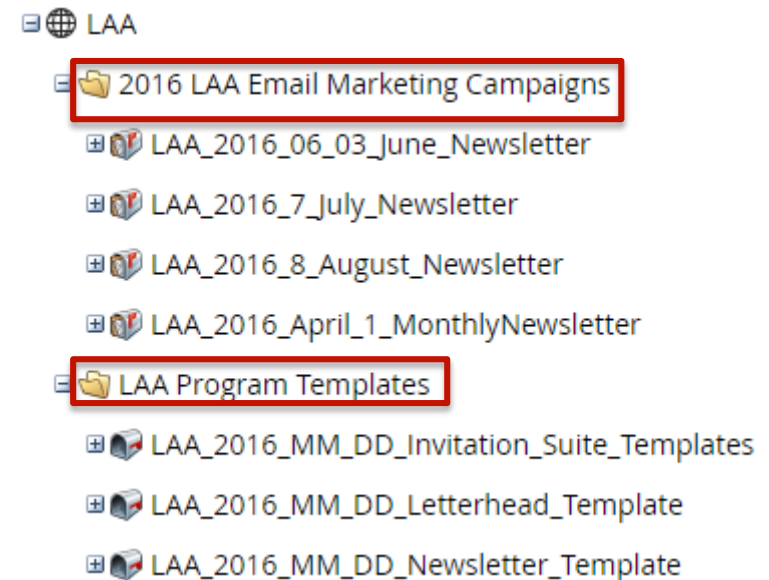 LAA
2016 LAA Email Marketing Campaigns
LAA_2016_06_03_June_Newsletter
LAA_2016_7_July_Newsletter
LAA_2016_8_August_Newsletter
LAA_2016_April_1_MonthlyNewsletter
LAA Program Templates
LAA_2016_MM_DD_Invitation_Suite_Templates
LAA_2016_MM_DD_Letterhead_Template
LAA_2016_MM_DD_Newsletter_Template